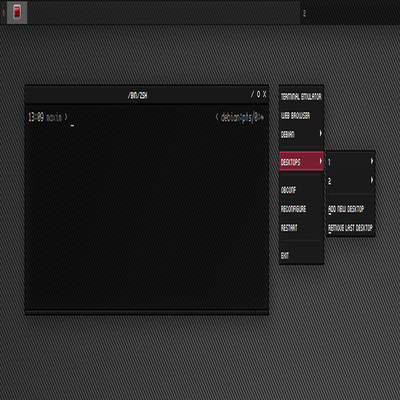 1
2
/BIN/ZSH
/ O X
13:09 maxim >
< debian:pts/0:~
TERMINAL EMULATOR
WEB BROWSER
DEBIAN
DESKTOPS
OBCONF
RECONFIGURE
RESTART
EXIT
1
2
ADD NEW DESKTOP
REMOVE LAST DESKTOP